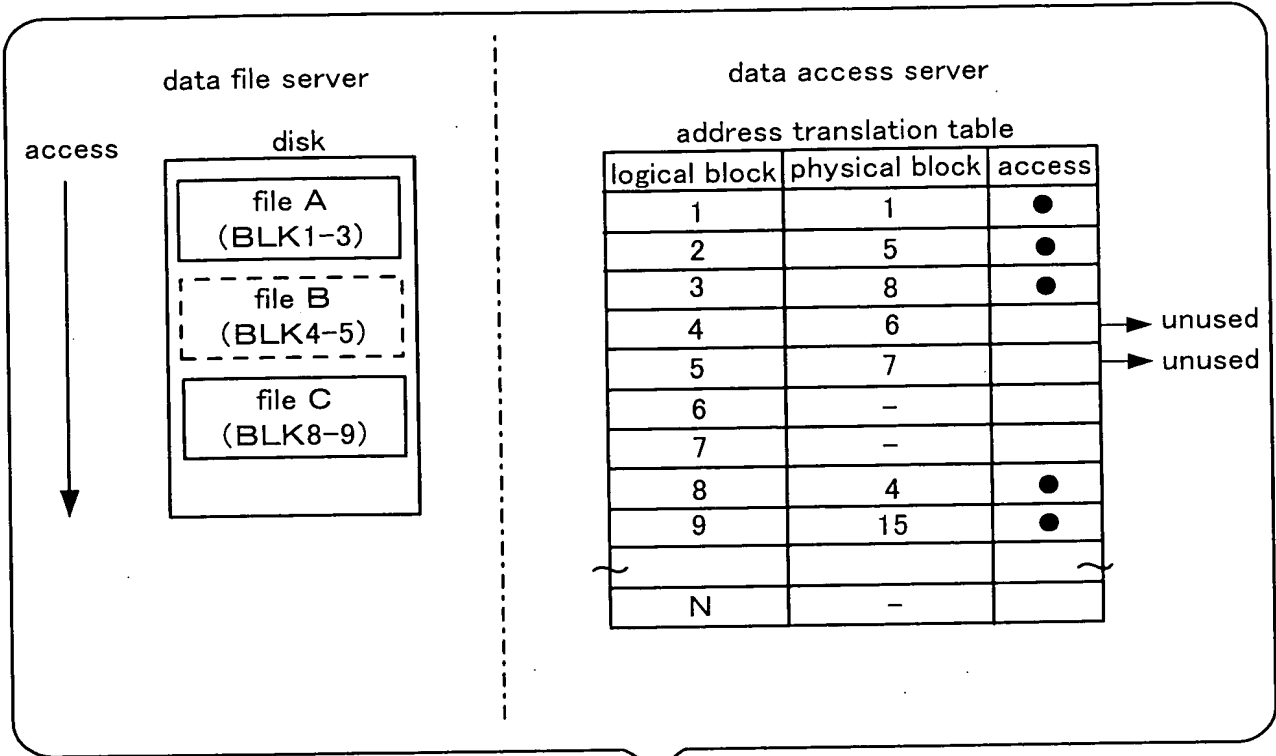 data file server
access
disk
file A
(BLK1-3)
file B
(BLK4-5)
file C
(BLK8-9)
data access server
address translation table
logical block physical block access
1 1 ●
2 5 ●
3 8 ●
4 6 unused
5 7 unused
6 –
7 –
8 4 ●
9 15 ●
N –